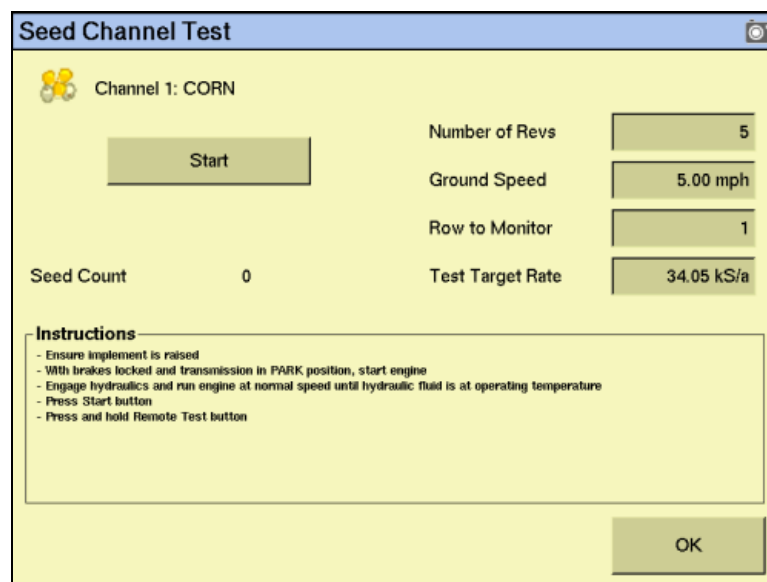 Seed Channel Test
Channel 1: CORN
Start
Number of Revs 5
Ground Speed 5.00 mph
Row to Monitor 1
Seed Count 0 Test Target Rate 34.05 kS/a
Instructions
- Ensure implement is raised
- With brakes locked and transmission in PARK position, start engine
- Engage hydraulics and run engine at normal speed until hydraulic fluid is at operating temperature
- Press Start button
- Press and hold Remote Test button
OK